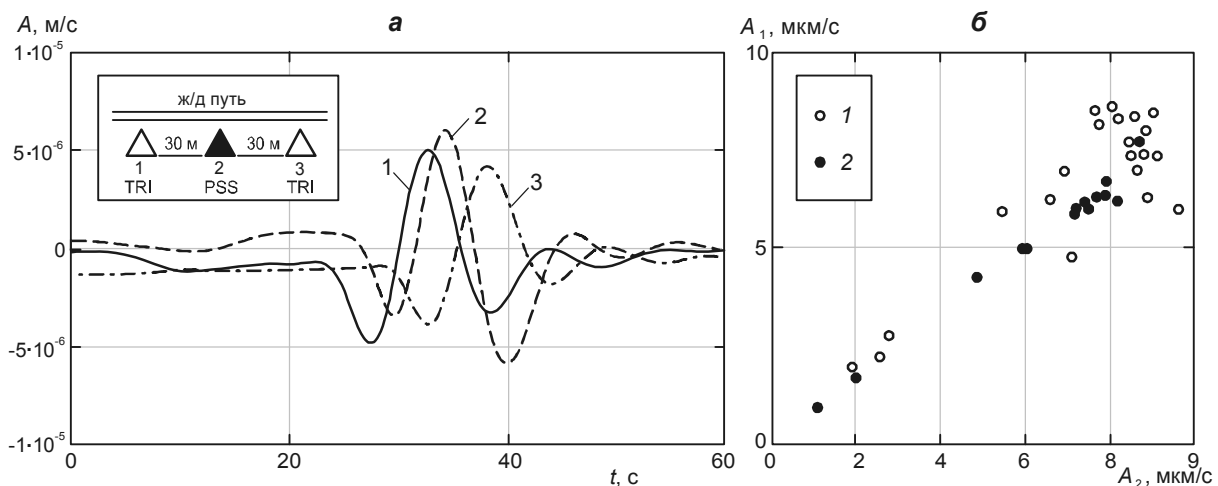 A, м/с
а
1·10⁻⁵
5·10⁻⁶
0
-5·10⁻⁶
-1·10⁻⁵
ж/д путь
30 м 30 м
1 2 3
TRI PSS TRI
1
2
3
0 20 40 60
t, с
A₁, мкм/с
б
10
5
0
1
2
0 2 4 6 8 9
A₂, мкм/с